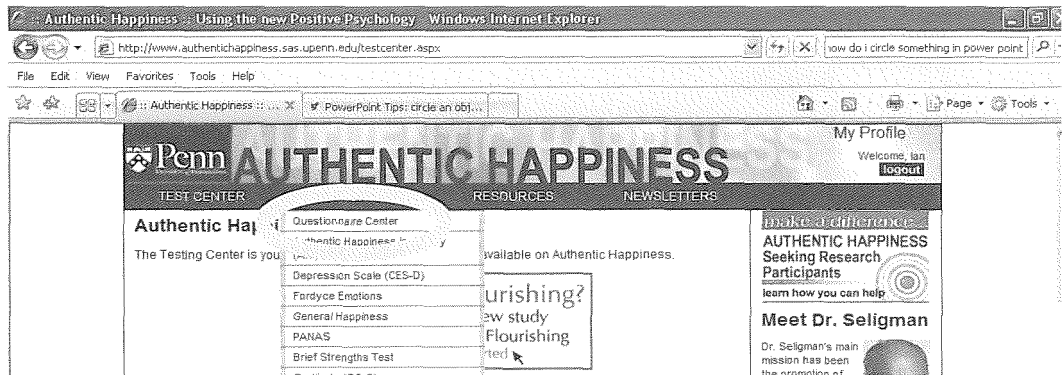 :: Authentic Happiness :: Using the new Positive Psychology Windows Internet Explorer
http://www.authentichappiness.sas.upenn.edu/testcenter.aspx
how do i circle something in power point
File Edit View Favorites Tools Help
:: Authentic Happiness :: ...
PowerPoint Tips: circle an obj...
Page
Tools
Penn
AUTHENTIC HAPPINESS
My Profile
Welcome, Ian
logout
TEST CENTER
RESOURCES
NEWSLETTERS
Authentic Hap
Questionnaire Center
Authentic Happiness
The Testing Center is you
available on Authentic Happiness.
Depression Scale (CES-D)
Fordyce Emotions
General Happiness
PANAS
Brief Strengths Test
urishing?
ew study
Flourishing
rted
make a difference
AUTHENTIC HAPPINESS
Seeking Research
Participants
learn how you can help
Meet Dr. Seligman
Dr. Seligman's main
mission has been
the promotion of